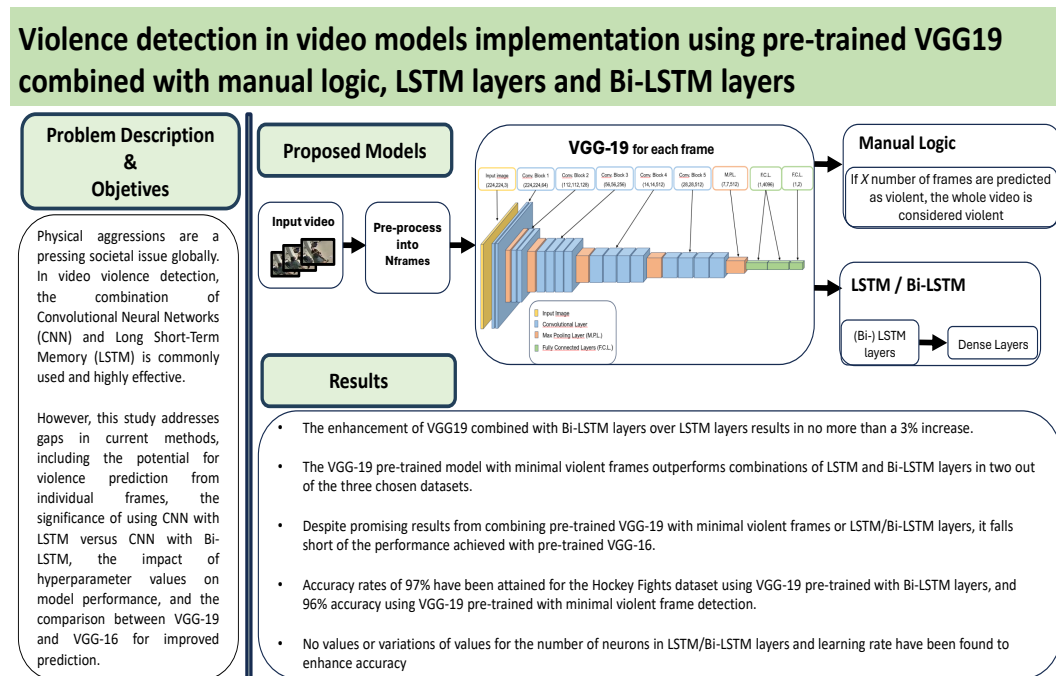 Violence detection in video models implementation using pre-trained VGG19
combined with manual logic, LSTM layers and Bi-LSTM layers
Problem Description
&
Objetives
Physical aggressions are a
pressing societal issue globally.
In video violence detection,
the combination of
Convolutional Neural Networks
(CNN) and Long Short-Term
Memory (LSTM) is commonly
used and highly effective.
However, this study addresses
gaps in current methods,
including the potential for
violence prediction from
individual frames, the
significance of using CNN with
LSTM versus CNN with Bi-
LSTM, the impact of
hyperparameter values on
model performance, and the
comparison between VGG-19
and VGG-16 for improved
prediction.
Proposed Models
Input video
Pre-process
into
Nframes
VGG-19 for each frame
Input image
(224,224,3)
Conv. Block 1
(224,224,64)
Conv. Block 2
(112,112,128)
Conv. Block 3
(56,56,256)
Conv. Block 4
(14,14,512)
Conv. Block 5
(28,28,512)
M.P.L.
(7,7,512)
F.C.L.
(1,4096)
F.C.L.
(1,2)
Input Image
Convolutional Layer
Max Pooling Layer (M.P.L.)
Fully Connected Layers (F.C.L.)
Manual Logic
If X number of frames are predicted
as violent, the whole video is
considered violent
LSTM / Bi-LSTM
(Bi-) LSTM
layers
Dense Layers
Results
• The enhancement of VGG19 combined with Bi-LSTM layers over LSTM layers results in no more than a 3% increase.
• The VGG-19 pre-trained model with minimal violent frames outperforms combinations of LSTM and Bi-LSTM layers in two out
of the three chosen datasets.
• Despite promising results from combining pre-trained VGG-19 with minimal violent frames or LSTM/Bi-LSTM layers, it falls
short of the performance achieved with pre-trained VGG-16.
• Accuracy rates of 97% have been attained for the Hockey Fights dataset using VGG-19 pre-trained with Bi-LSTM layers, and
96% accuracy using VGG-19 pre-trained with minimal violent frame detection.
• No values or variations of values for the number of neurons in LSTM/Bi-LSTM layers and learning rate have been found to
enhance accuracy